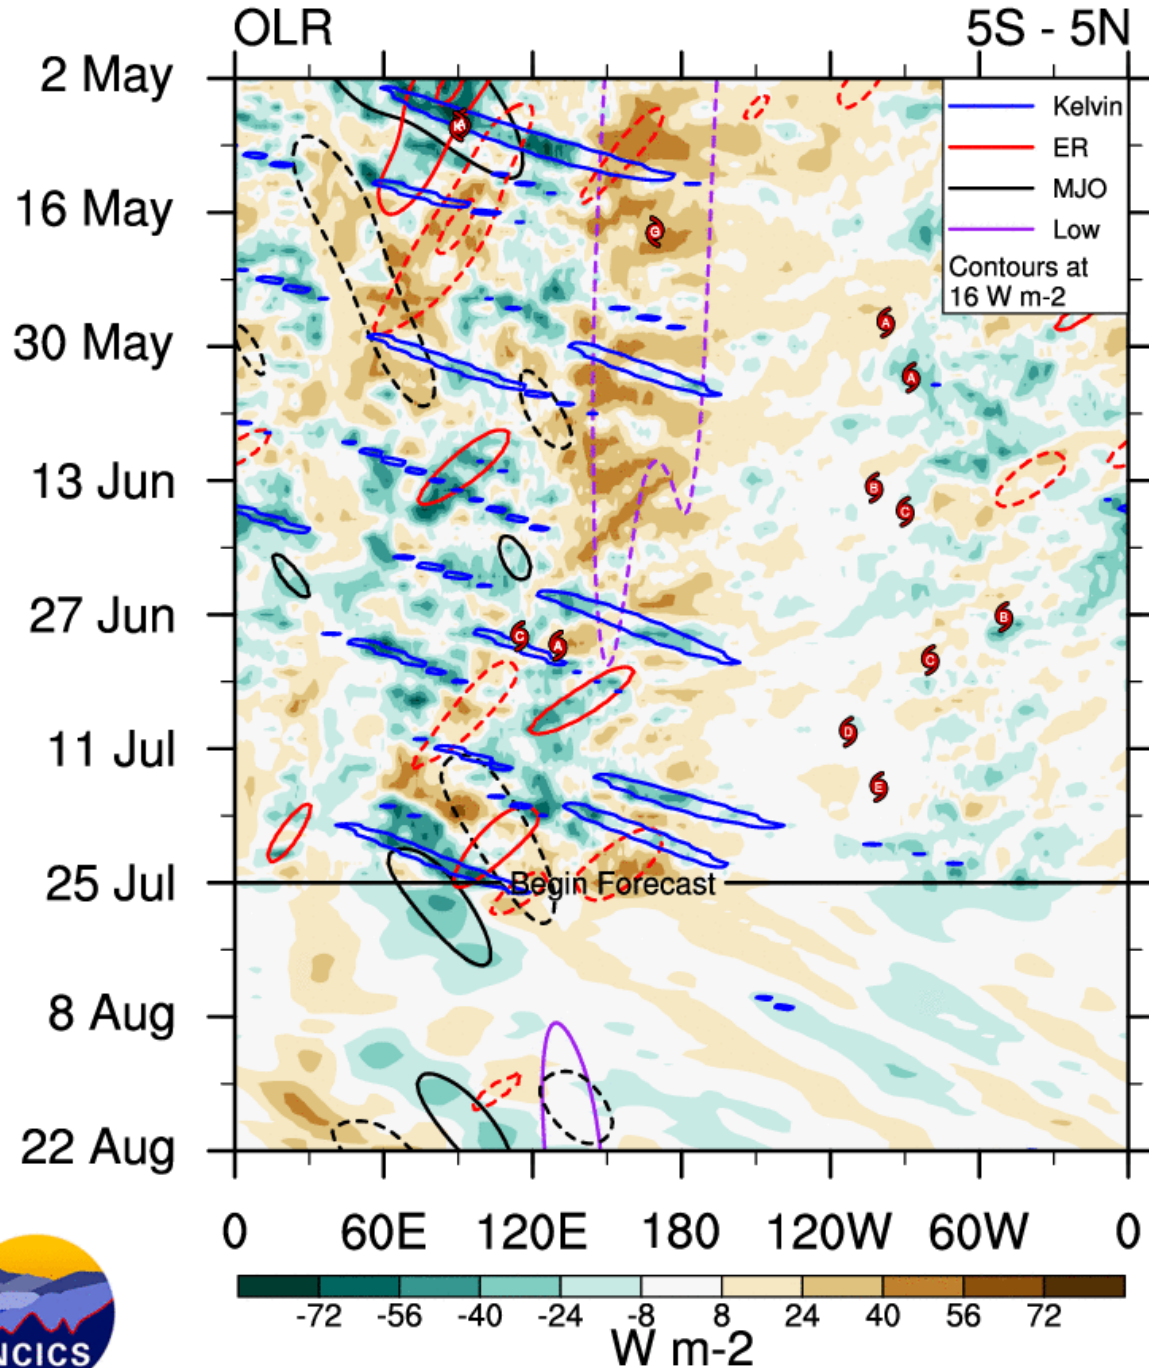 OLR 5S - 5N
2 May
Kelvin
ER
MJO
Low
Contours at
16 W m-2
16 May
30 May
13 Jun
27 Jun
11 Jul
25 Jul
Begin Forecast
8 Aug
22 Aug
0 60E 120E 180 120W 60W 0
-72 -56 -40 -24 -8 8 24 40 56 72
W m-2
NCICS
G
A
A
B
C
B
C
A
C
D
E